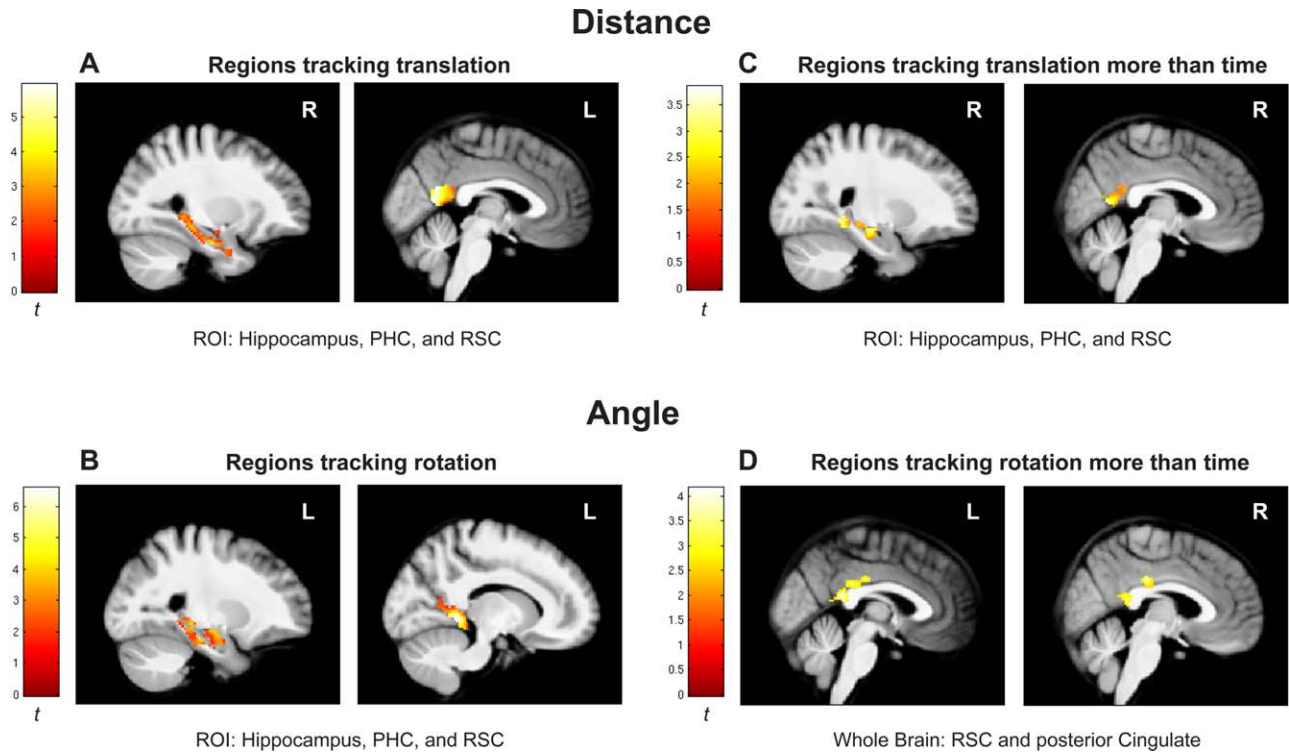 Distance
A Regions tracking translation
5
4
3
2
1
0
t
R
L
ROI: Hippocampus, PHC, and RSC
C Regions tracking translation more than time
3.5
3
2.5
2
1.5
1
0.5
0
t
R
R
ROI: Hippocampus, PHC, and RSC
Angle
B Regions tracking rotation
6
5
4
3
2
1
0
t
L
L
ROI: Hippocampus, PHC, and RSC
D Regions tracking rotation more than time
4
3.5
3
2.5
2
1.5
1
0.5
0
t
L
R
Whole Brain: RSC and posterior Cingulate